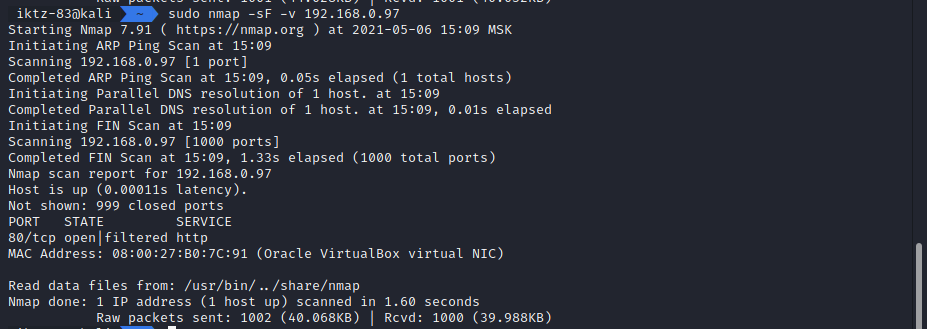 Raw packets sent: 1001 (44.028KB) | Rcvd: 1001 (40.032KB)
iktz-83@kali ~ sudo nmap -sF -v 192.168.0.97
Starting Nmap 7.91 ( https://nmap.org ) at 2021-05-06 15:09 MSK
Initiating ARP Ping Scan at 15:09
Scanning 192.168.0.97 [1 port]
Completed ARP Ping Scan at 15:09, 0.05s elapsed (1 total hosts)
Initiating Parallel DNS resolution of 1 host. at 15:09
Completed Parallel DNS resolution of 1 host. at 15:09, 0.01s elapsed
Initiating FIN Scan at 15:09
Scanning 192.168.0.97 [1000 ports]
Completed FIN Scan at 15:09, 1.33s elapsed (1000 total ports)
Nmap scan report for 192.168.0.97
Host is up (0.00011s latency).
Not shown: 999 closed ports
PORT STATE SERVICE
80/tcp open|filtered http
MAC Address: 08:00:27:B0:7C:91 (Oracle VirtualBox virtual NIC)
Read data files from: /usr/bin/../share/nmap
Nmap done: 1 IP address (1 host up) scanned in 1.60 seconds
Raw packets sent: 1002 (40.068KB) | Rcvd: 1000 (39.988KB)